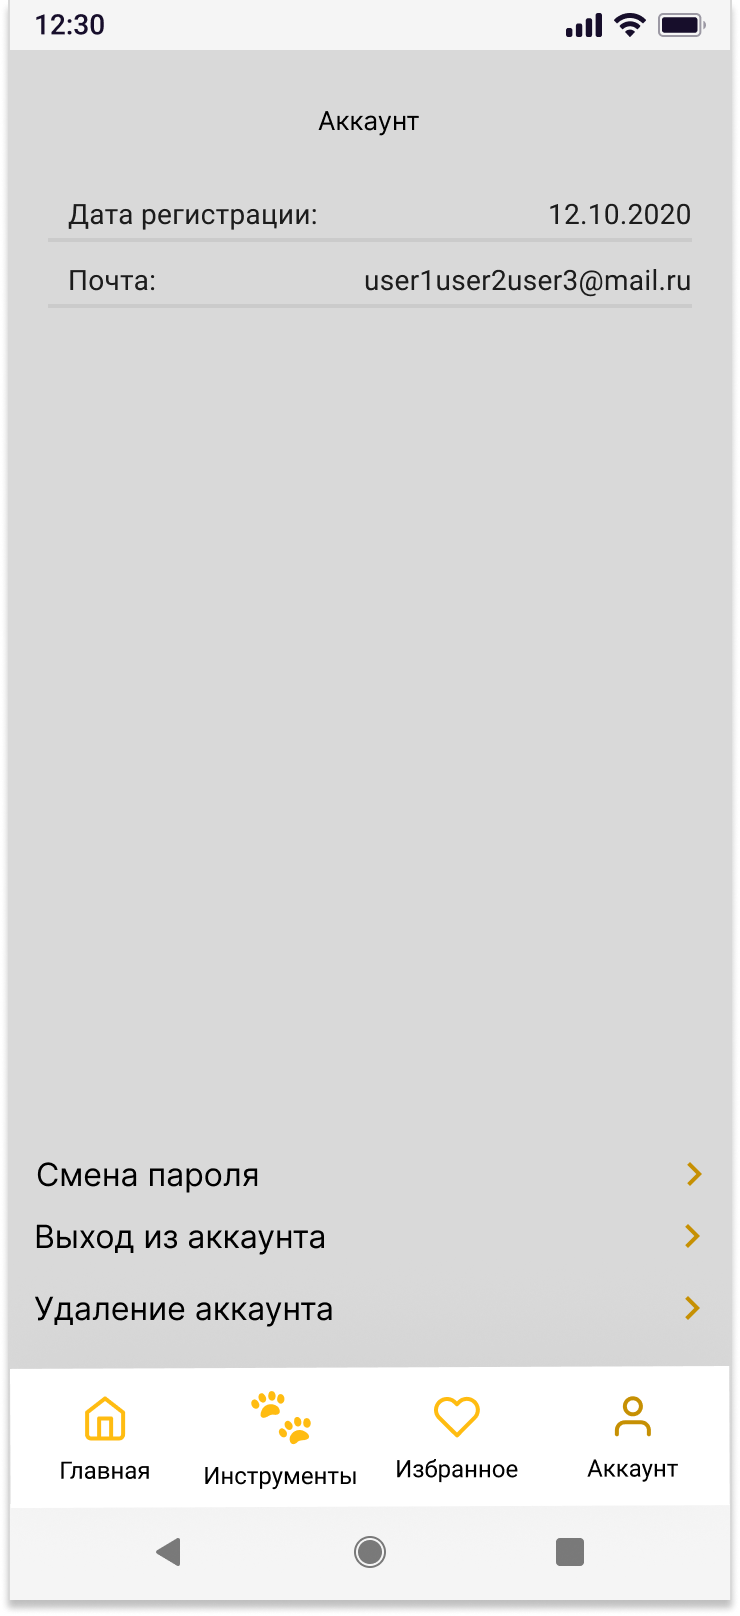 12:30
Аккаунт
Дата регистрации: 12.10.2020
Почта: user1user2user3@mail.ru
Смена пароля
Выход из аккаунта
Удаление аккаунта
Главная Инструменты Избранное Аккаунт